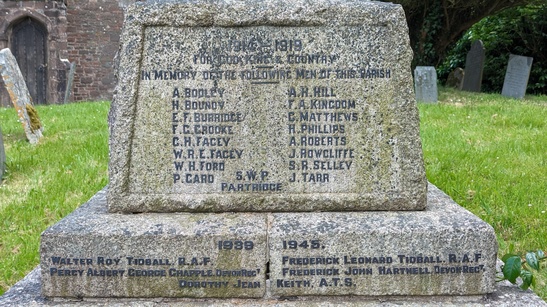 1914 – 1919
FOR GOD, KING & COUNTRY
IN MEMORY OF THE FOLLOWING MEN OF THIS PARISH
A. BODLEY A. H. HILL
H. BOUNDY F. A. KINGDOM
E. F. BURRIDGE C. MATTHEWS
F. C. CROOKE H. PHILLIPS
C. H. FACEY A. ROBERTS
W. R. E. FACEY J. ROWCLIFFE
W. H. FORD S. R. SELLEY
P. GARD S. W. P. J. TARR
PARTRIDGE
1939 1945.
WALTER ROY TIDBALL, R.A.F. FREDERICK LEONARD TIDBALL, R.A.F
PERCY ALBERT GEORGE CHAPPLE, DEVON REGT. FREDERICK JOHN HARTNELL, DEVON REGT.
DOROTHY JEAN KEITH, A.T.S.